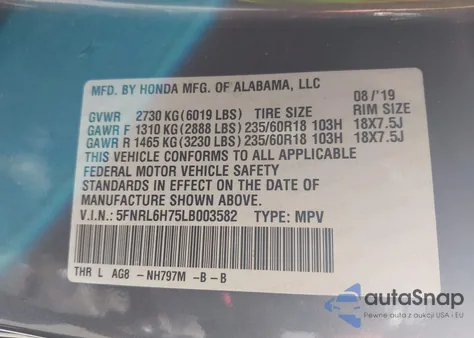 MFD. BY HONDA MFG. OF ALABAMA, LLC 08/'19
GVWR 2730 KG(6019 LBS) TIRE SIZE RIM SIZE
GAWR F 1310 KG(2888 LBS) 235/60R18 103H 18X7.5J
GAWR R 1465 KG(3230 LBS) 235/60R18 103H 18X7.5J
THIS VEHICLE CONFORMS TO ALL APPLICABLE
FEDERAL MOTOR VEHICLE SAFETY
STANDARDS IN EFFECT ON THE DATE OF
MANUFACTURE SHOWN ABOVE.
V.I.N.: 5FNRL6H75LB003582 TYPE: MPV
THR L AG8 -NH797M -B-B
autoSnap
Pewne auta z aukcji USA i EU